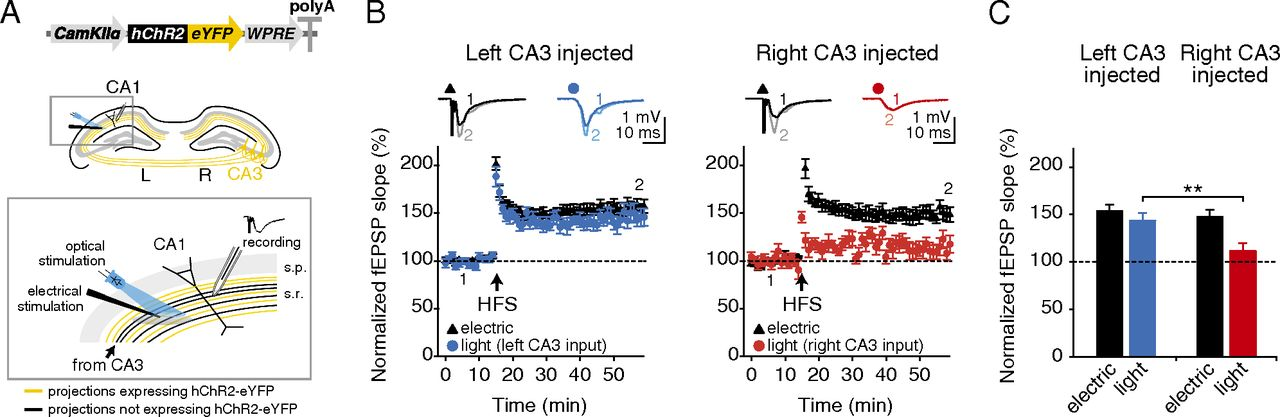 A
polyA
CamKIIα hChR2 eYFP WPRE
CA1
L R CA3
optical
stimulation
CA1
recording
s.p.
electrical
stimulation
s.r.
from CA3
projections expressing hChR2-eYFP
projections not expressing hChR2-eYFP
B
Left CA3 injected
1
2
1
2
1 mV
10 ms
Normalized fEPSP slope (%)
200
150
100
50
0
2
1
HFS
electric
light (left CA3 input)
0 10 20 30 40 50
Time (min)
Right CA3 injected
1
2
1
2
1 mV
10 ms
Normalized fEPSP slope (%)
200
150
100
50
0
2
1
HFS
electric
light (right CA3 input)
0 10 20 30 40 50
Time (min)
C
Left CA3
injected
Right CA3
injected
Normalized fEPSP slope (%)
200
150
100
50
0
**
electric
light
electric
light